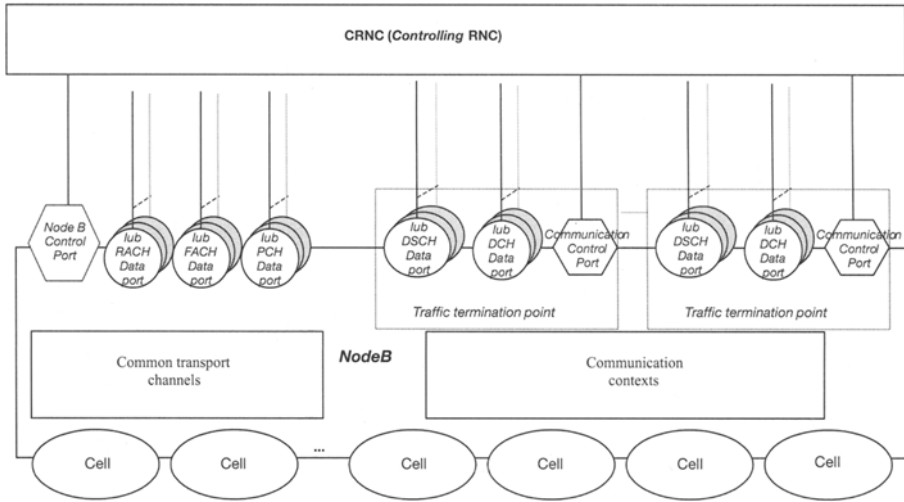 CRNC (Controlling RNC)
Node B
Control
Port
Iub
RACH
Data
port
Iub
FACH
Data
port
Iub
PCH
Data
port
Iub
DSCH
Data
port
Iub
DCH
Data
port
Communication
Control
Port
Iub
DSCH
Data
port
Iub
DCH
Data
port
Communication
Control
Port
Traffic termination point
Traffic termination point
Common transport
channels
NodeB
Communication
contexts
Cell
Cell
...
Cell
Cell
Cell
Cell